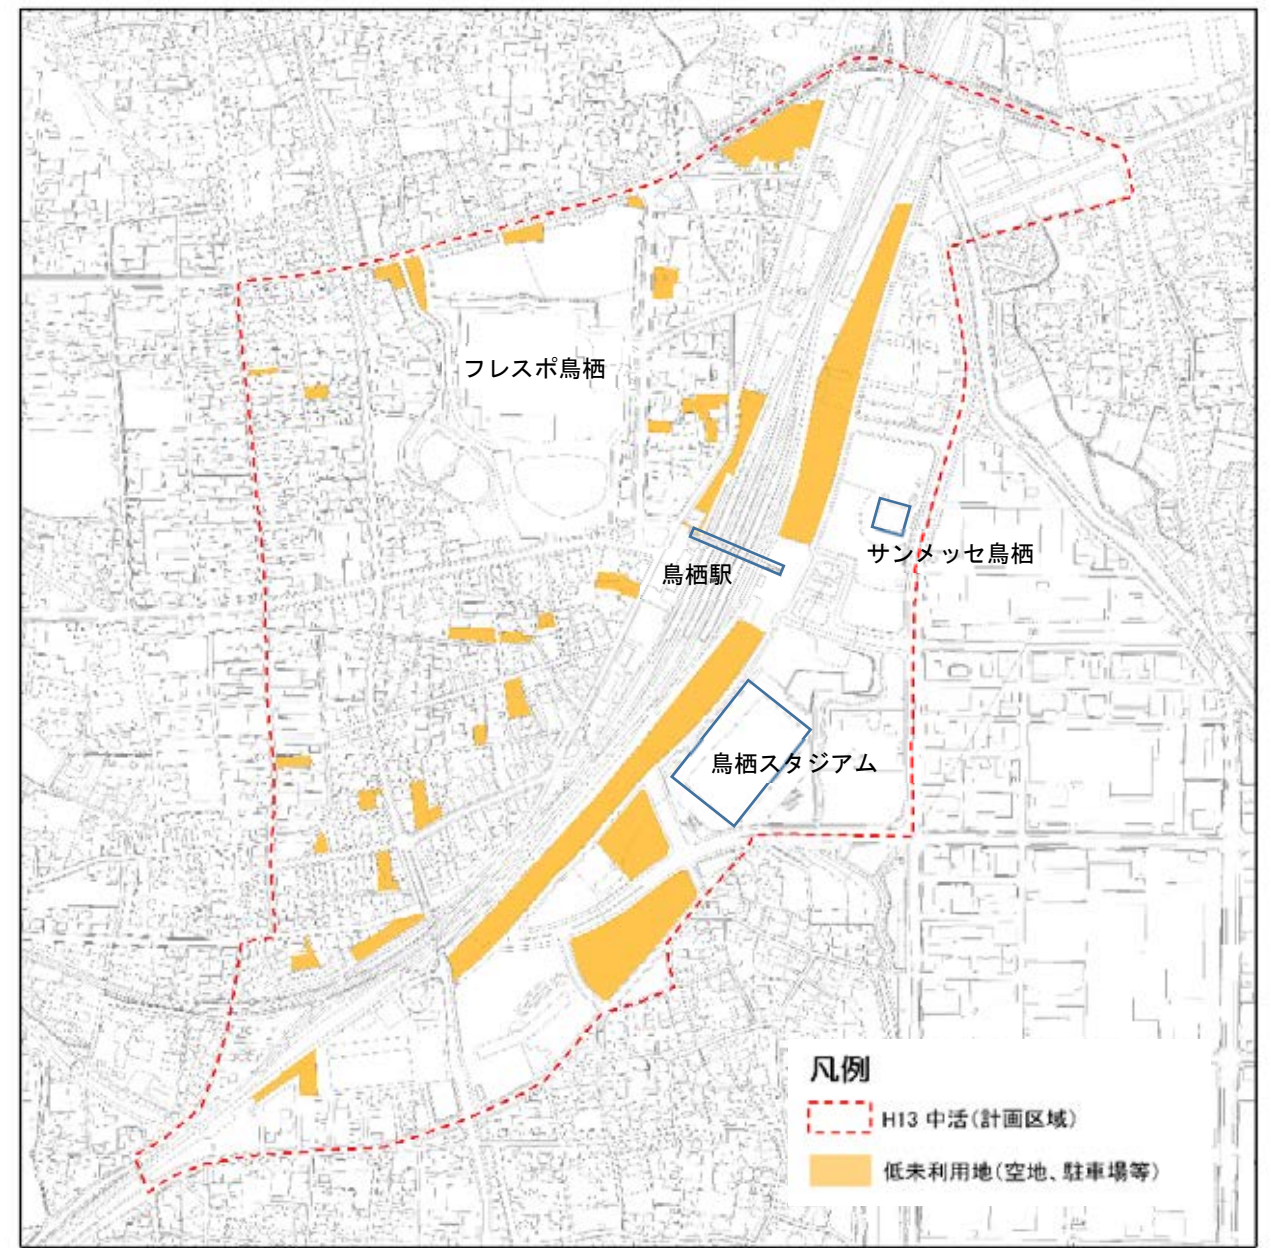 フレスポ鳥栖
サンメッセ鳥栖
鳥栖駅
鳥栖スタジアム
凡例
H13 中活(計画区域)
低未利用地(空地、駐車場等)